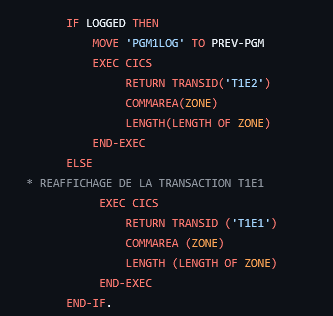 IF LOGGED THEN
MOVE 'PGM1LOG' TO PREV-PGM
EXEC CICS
RETURN TRANSID('T1E2')
COMMAREA(ZONE)
LENGTH(LENGTH OF ZONE)
END-EXEC
ELSE
* REAFFICHAGE DE LA TRANSACTION T1E1
EXEC CICS
RETURN TRANSID ('T1E1')
COMMAREA (ZONE)
LENGTH (LENGTH OF ZONE)
END-EXEC
END-IF.